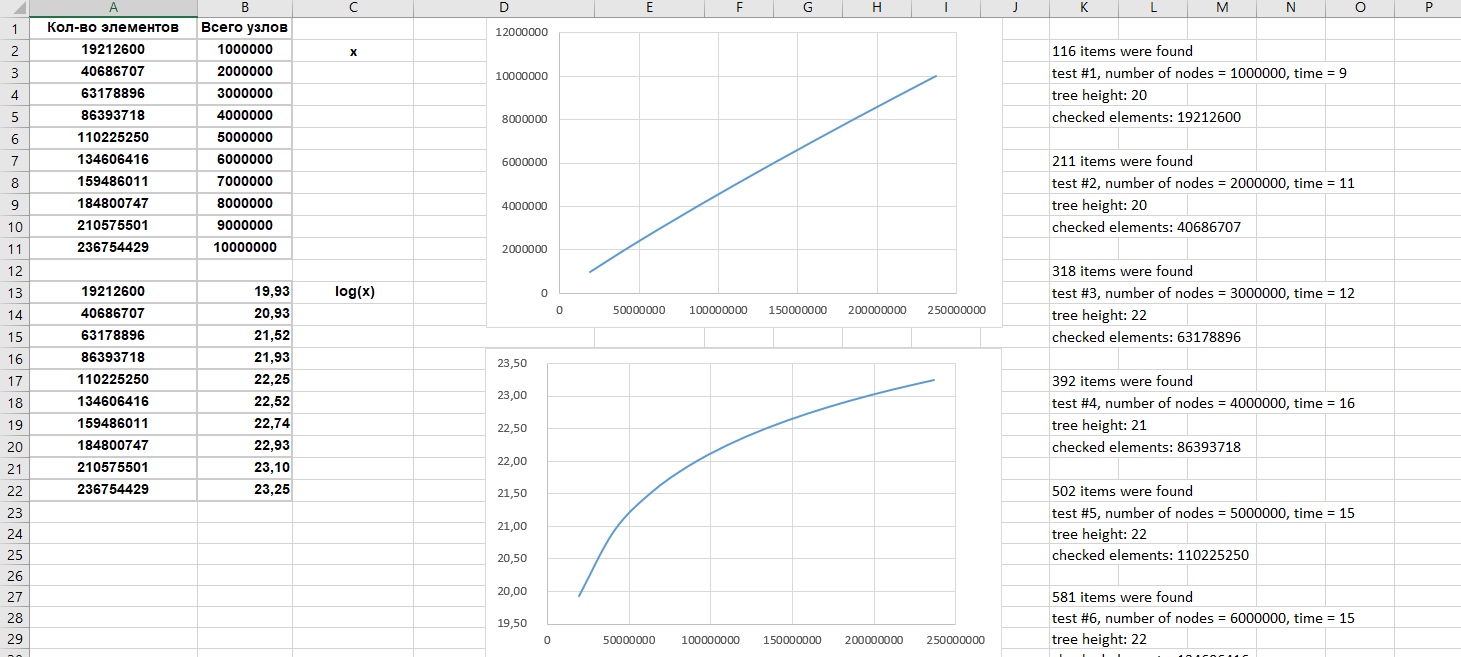 A B C D E F G H I J K L M N O P
1 Кол-во элементов Всего узлов
2 19212600 1000000 x
3 40686707 2000000
4 63178896 3000000
5 86393718 4000000
6 110225250 5000000
7 134606416 6000000
8 159486011 7000000
9 184800747 8000000
10 210575501 9000000
11 236754429 10000000
12
13 19212600 19,93 log(x)
14 40686707 20,93
15 63178896 21,52
16 86393718 21,93
17 110225250 22,25
18 134606416 22,52
19 159486011 22,74
20 184800747 22,93
21 210575501 23,10
22 236754429 23,25
23
24
25
26
27
28
29
12000000
10000000
8000000
6000000
4000000
2000000
0
0 50000000 100000000 150000000 200000000 250000000
23,50
23,00
22,50
22,00
21,50
21,00
20,50
20,00
19,50
0 50000000 100000000 150000000 200000000 250000000
116 items were found
test #1, number of nodes = 1000000, time = 9
tree height: 20
checked elements: 19212600
211 items were found
test #2, number of nodes = 2000000, time = 11
tree height: 20
checked elements: 40686707
318 items were found
test #3, number of nodes = 3000000, time = 12
tree height: 22
checked elements: 63178896
392 items were found
test #4, number of nodes = 4000000, time = 16
tree height: 21
checked elements: 86393718
502 items were found
test #5, number of nodes = 5000000, time = 15
tree height: 22
checked elements: 110225250
581 items were found
test #6, number of nodes = 6000000, time = 15
tree height: 22